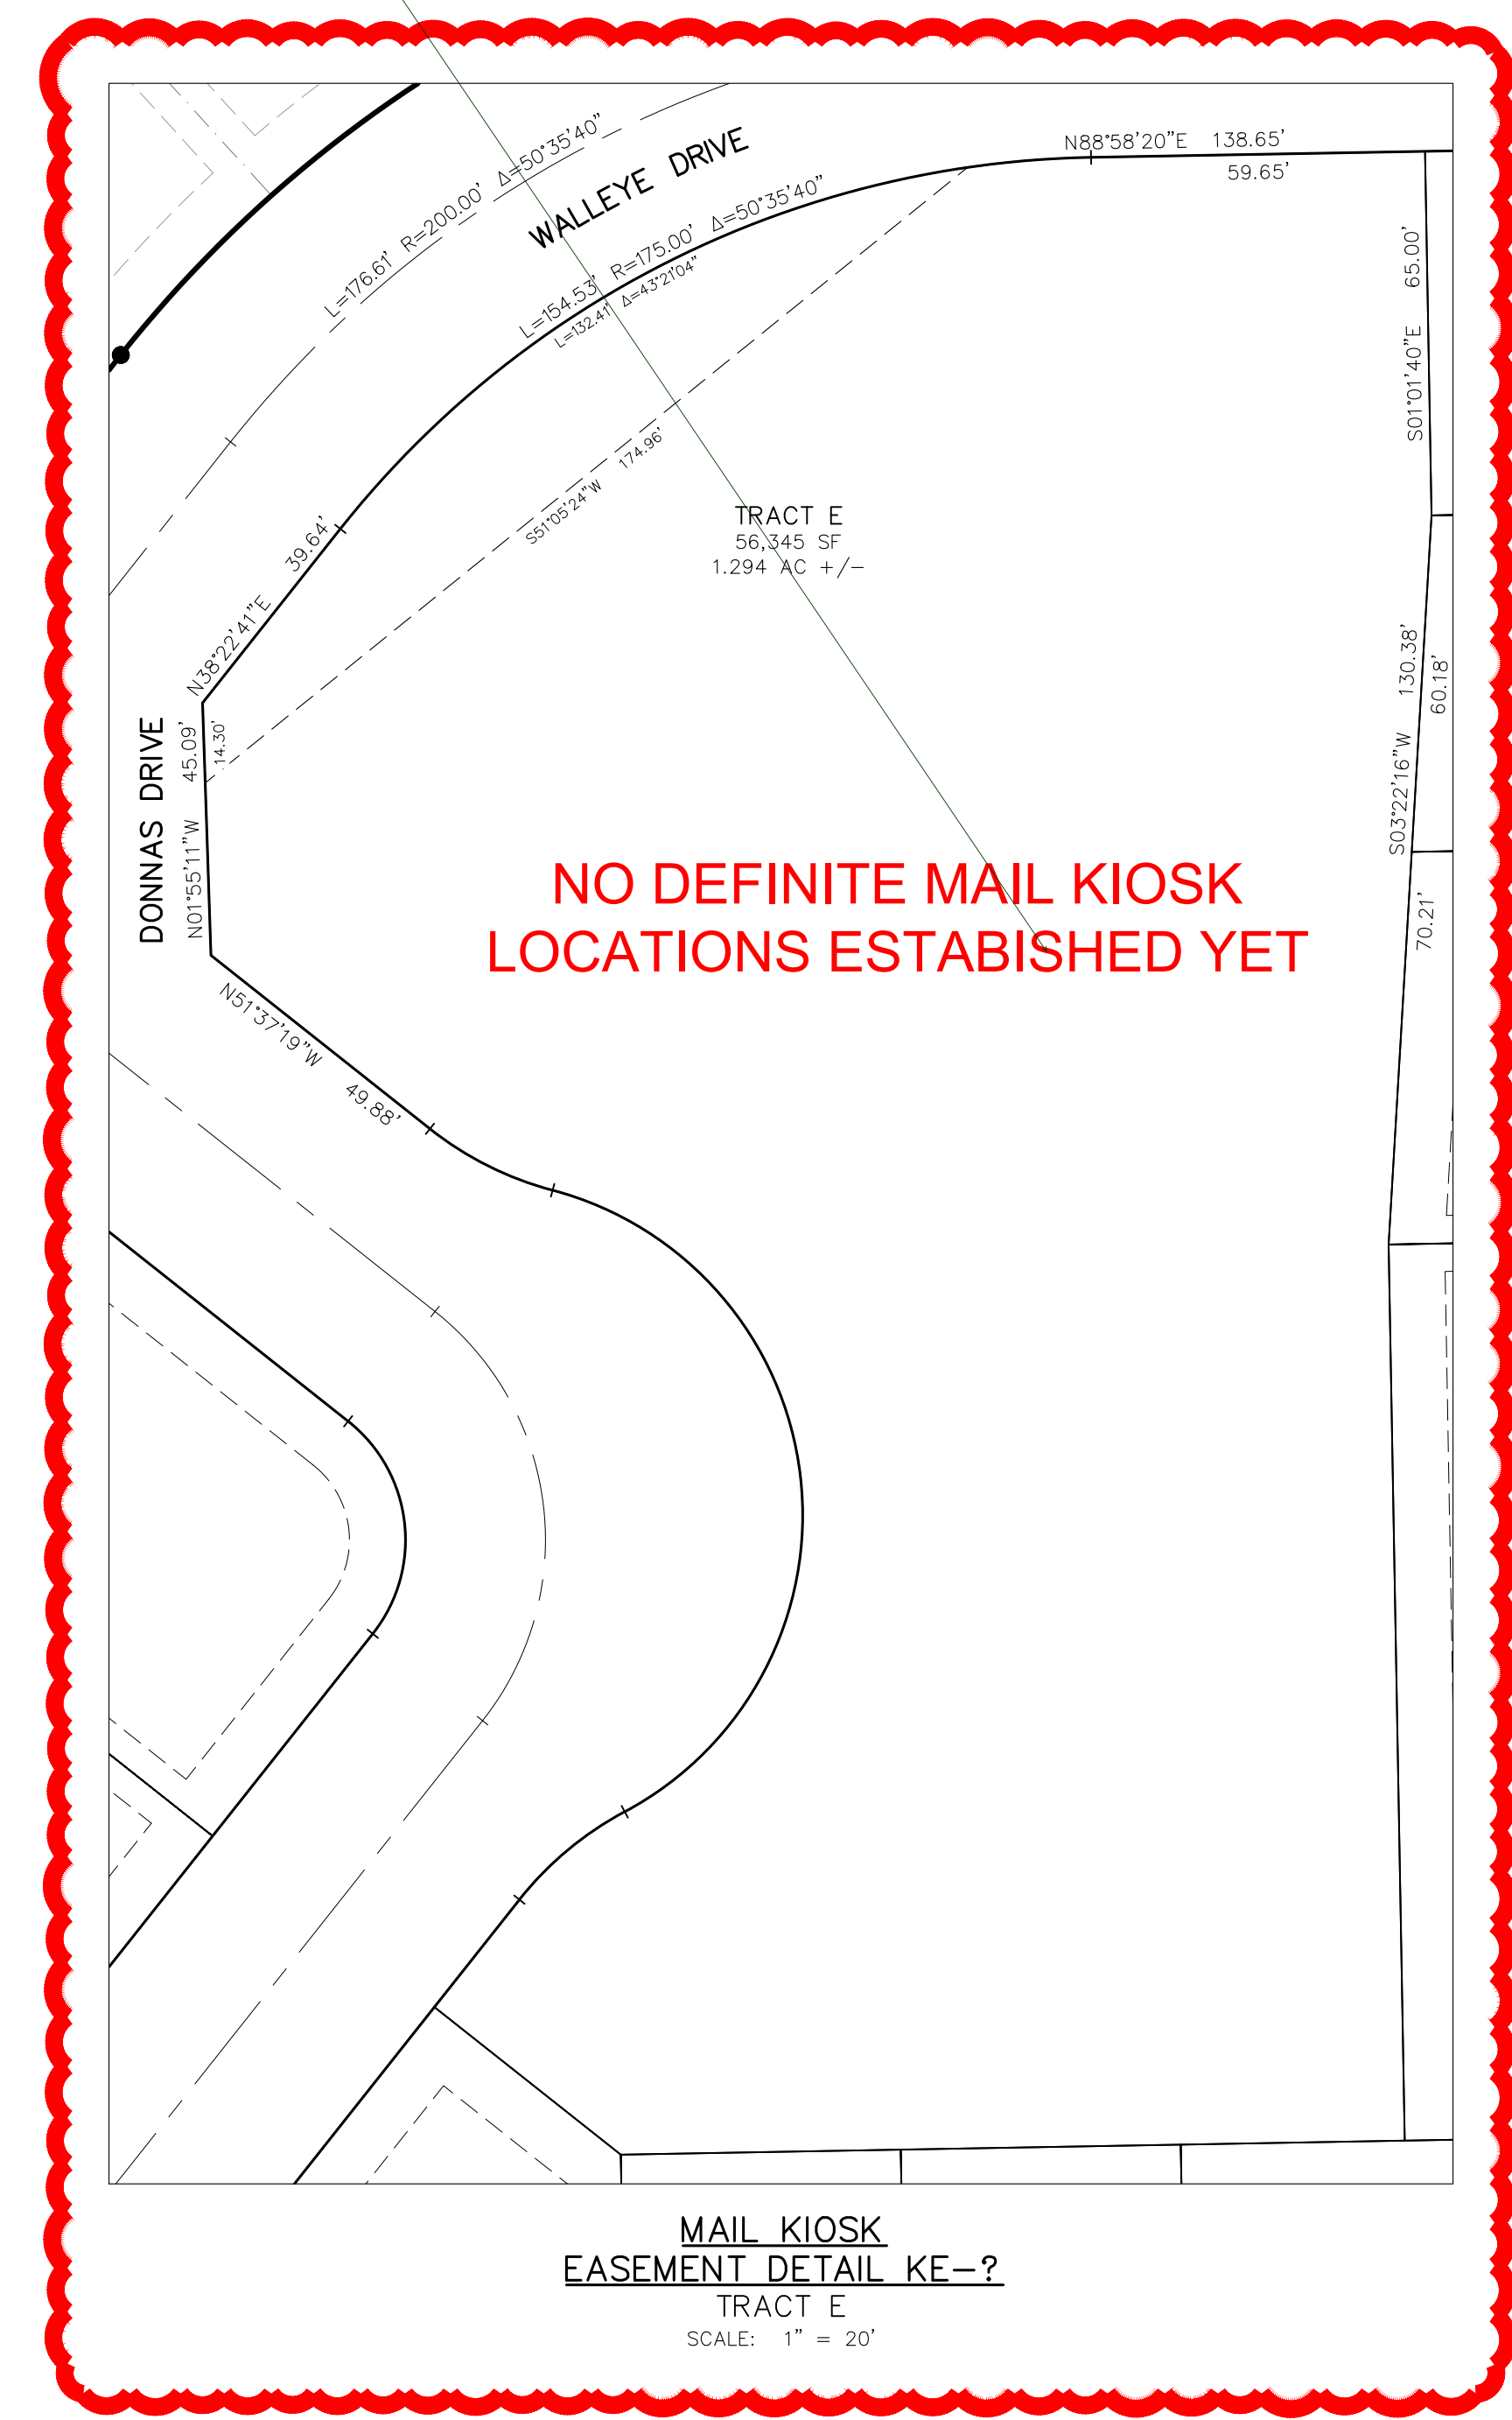 N88°58'20"E 138.65'
59.65'
L=176.61' R=200.00' Δ=50°35'40"
WALLEYE DRIVE
L=154.53' R=175.00' Δ=50°35'40"
L=132.41' Δ=43°21'04"
S01°01'40"E 65.00'
S51°05'24"W 174.96'
TRACT E
56,345 SF
1.294 AC +/-
N38°22'41"E 39.64'
S03°22'16"W 130.38'
60.18'
DONNAS DRIVE
N01°55'11"W 45.09'
14.30'
NO DEFINITE MAIL KIOSK
LOCATIONS ESTABISHED YET
70.21'
N51°37'19"W 49.88'
MAIL KIOSK
EASEMENT DETAIL KE-?
TRACT E
SCALE: 1" = 20'